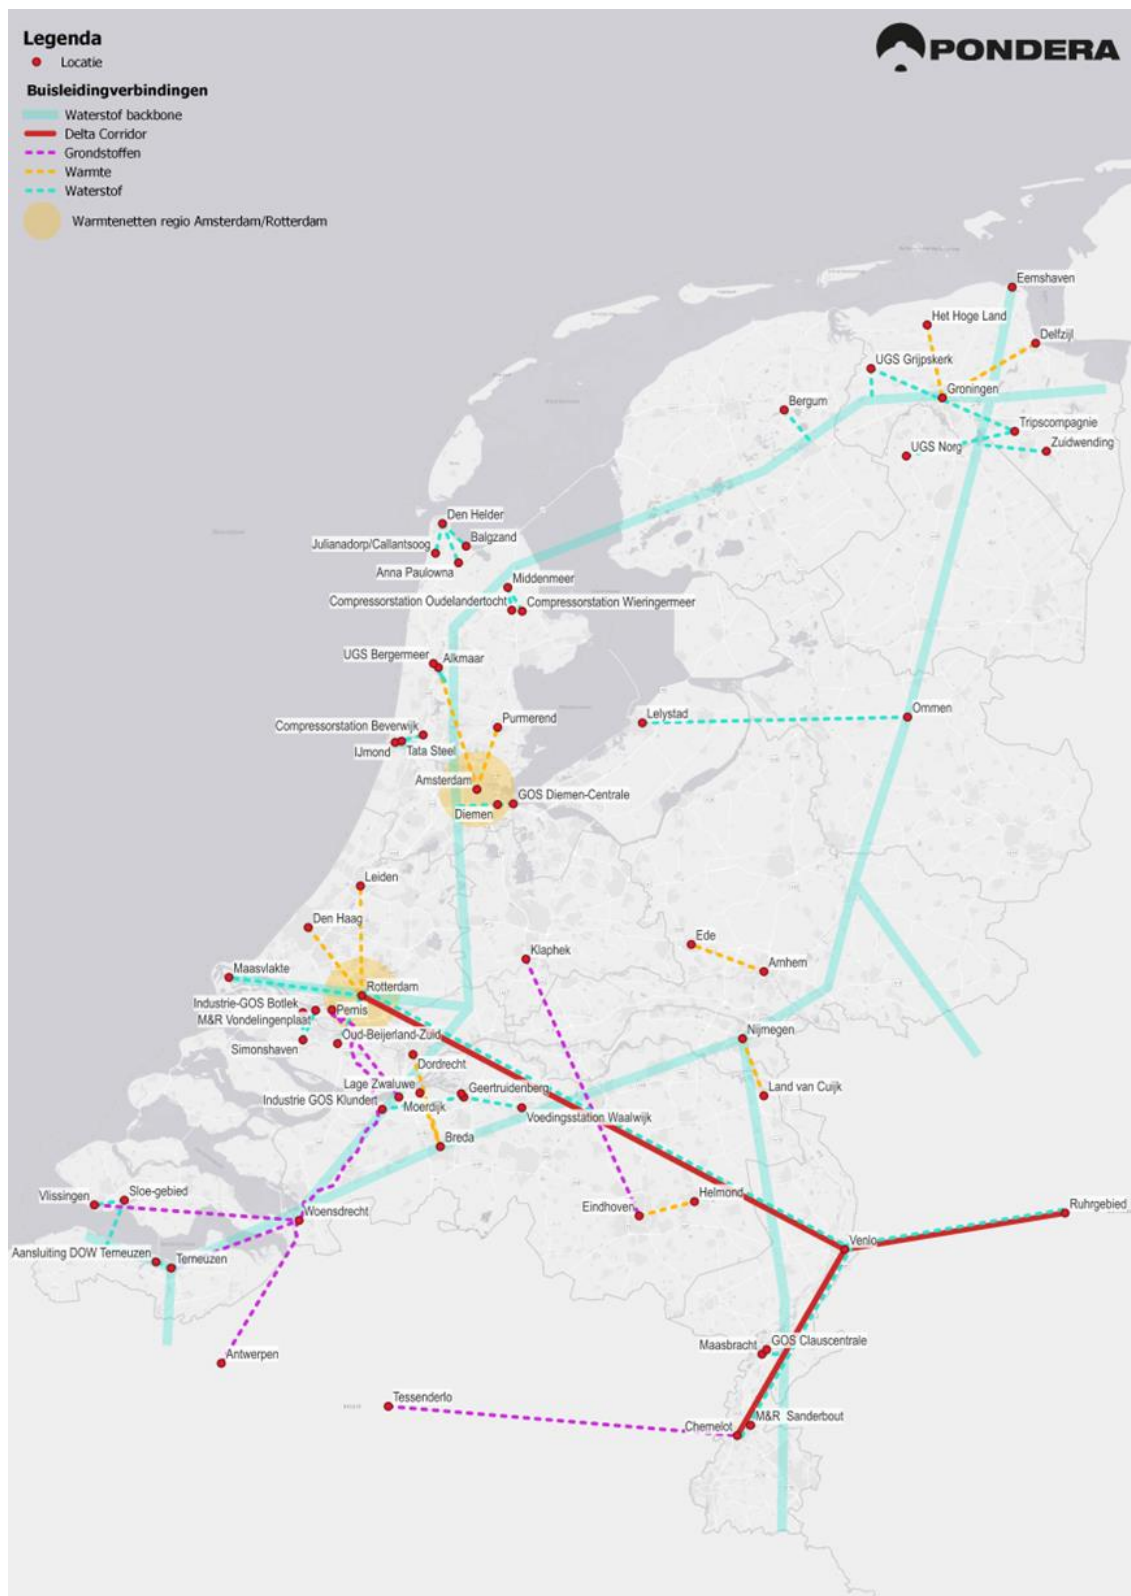 Legenda
Locatie
Buisleidingverbindingen
Waterstof backbone
Delta Corridor
Grondstoffen
Warmte
Waterstof
Warmtenetten regio Amsterdam/Rotterdam
PONDERA
Eemshaven
Het Hoge Land
Delfzijl
UGS Grijpskerk
Groningen
Bergum
Tripscompagnie
UGS Norg
Zuidwending
Den Helder
Balgzand
Julianadorp/Callantsoog
Anna Paulowna
Middenmeer
Compressorstation Oudelandertocht
Compressorstation Wieringermeer
UGS Bergermeer
Alkmaar
Compressorstation Beverwijk
Purmerend
Lelystad
Ommen
IJmond
Tata Steel
Amsterdam
GOS Diemen-Centrale
Diemen
Leiden
Den Haag
Klaphek
Ede
Arnhem
Maasvlakte
Rotterdam
Industrie-GOS Botlek
Pernis
M&R Vondelingenplaat
Oud-Beijerland-Zuid
Simonshaven
Nijmegen
Dordrecht
Lage Zwaluwe
Geertruidenberg
Land van Cuijk
Industrie GOS Klundert
Moerdijk
Voedingsstation Waalwijk
Breda
Vlissingen
Sloe-gebied
Helmond
Eindhoven
Woensdrecht
Ruhrgebied
Venlo
Aansluiting DOW Terneuzen
Terneuzen
Maasbracht
GOS Clauscentrale
Antwerpen
Tessenderlo
M&R Sanderbout
Chemelot